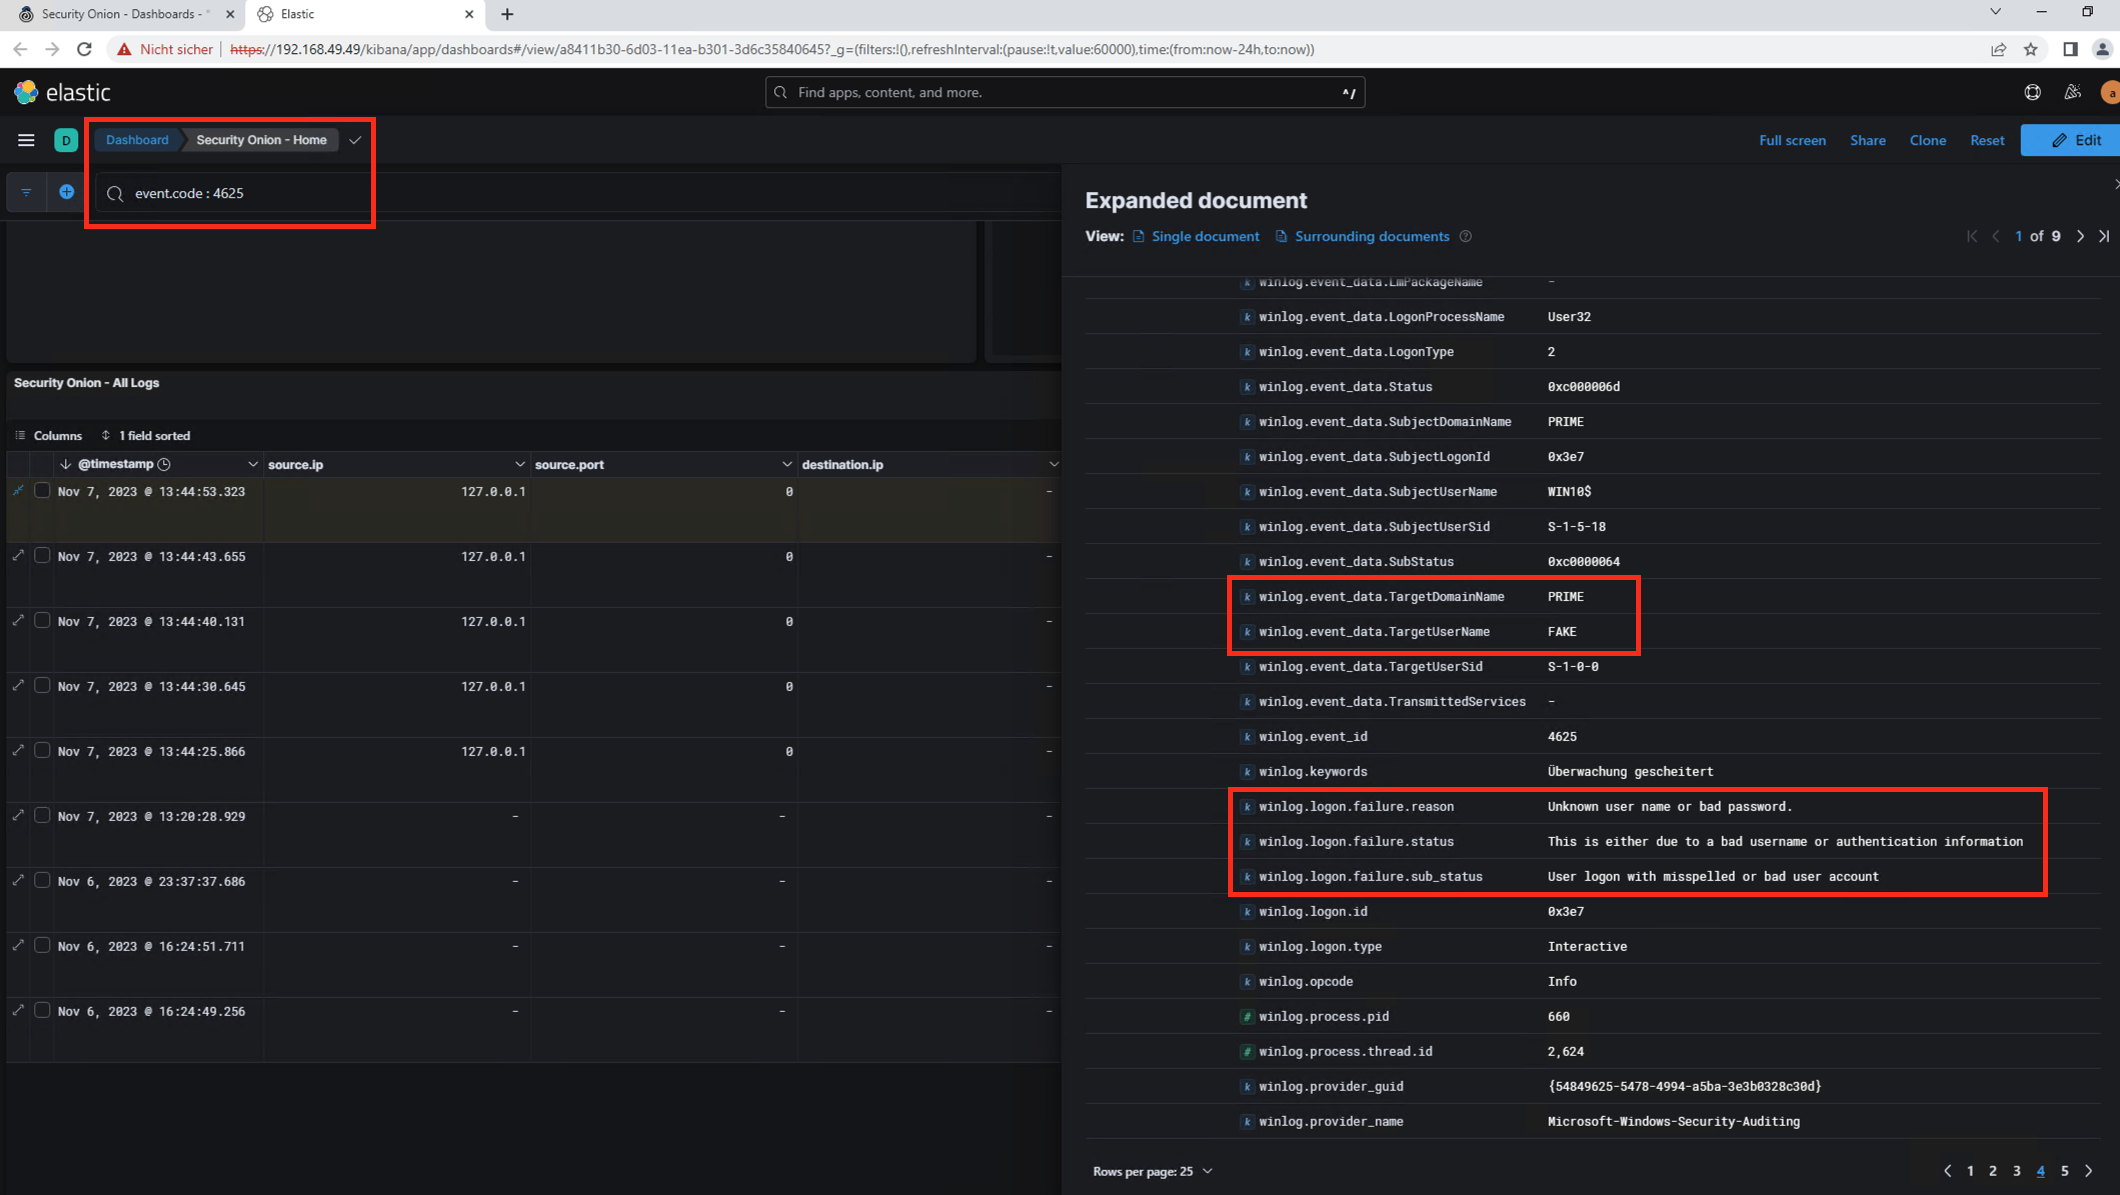 Security Onion - Dashboards -
Elastic
Nicht sicher
https://192.168.49.49/kibana/app/dashboards#/view/a8411b30-6d03-11ea-b301-3d6c35840645?_g=(filters:!(),refreshInterval:(pause:!t,value:60000),time:(from:now-24h,to:now))
elastic
Find apps, content, and more.
^/
a
D
Dashboard
Security Onion - Home
Full screen
Share
Clone
Reset
Edit
event.code : 4625
Security Onion - All Logs
Columns
1 field sorted
@timestamp source.ip source.port destination.ip
Nov 7, 2023 @ 13:44:53.323 127.0.0.1 0 -
Nov 7, 2023 @ 13:44:43.655 127.0.0.1 0 -
Nov 7, 2023 @ 13:44:40.131 127.0.0.1 0 -
Nov 7, 2023 @ 13:44:30.645 127.0.0.1 0 -
Nov 7, 2023 @ 13:44:25.866 127.0.0.1 0 -
Nov 7, 2023 @ 13:20:28.929 - - -
Nov 6, 2023 @ 23:37:37.686 - - -
Nov 6, 2023 @ 16:24:51.711 - - -
Nov 6, 2023 @ 16:24:49.256 - - -
Expanded document
View: Single document Surrounding documents
1 of 9
k winlog.event_data.LmPackageName -
k winlog.event_data.LogonProcessName User32
k winlog.event_data.LogonType 2
k winlog.event_data.Status 0xc000006d
k winlog.event_data.SubjectDomainName PRIME
k winlog.event_data.SubjectLogonId 0x3e7
k winlog.event_data.SubjectUserName WIN10$
k winlog.event_data.SubjectUserSid S-1-5-18
k winlog.event_data.SubStatus 0xc0000064
k winlog.event_data.TargetDomainName PRIME
k winlog.event_data.TargetUserName FAKE
k winlog.event_data.TargetUserSid S-1-0-0
k winlog.event_data.TransmittedServices -
k winlog.event_id 4625
k winlog.keywords Überwachung gescheitert
k winlog.logon.failure.reason Unknown user name or bad password.
k winlog.logon.failure.status This is either due to a bad username or authentication information
k winlog.logon.failure.sub_status User logon with misspelled or bad user account
k winlog.logon.id 0x3e7
k winlog.logon.type Interactive
k winlog.opcode Info
# winlog.process.pid 660
# winlog.process.thread.id 2,624
k winlog.provider_guid {54849625-5478-4994-a5ba-3e3b0328c30d}
k winlog.provider_name Microsoft-Windows-Security-Auditing
Rows per page: 25
1 2 3 4 5